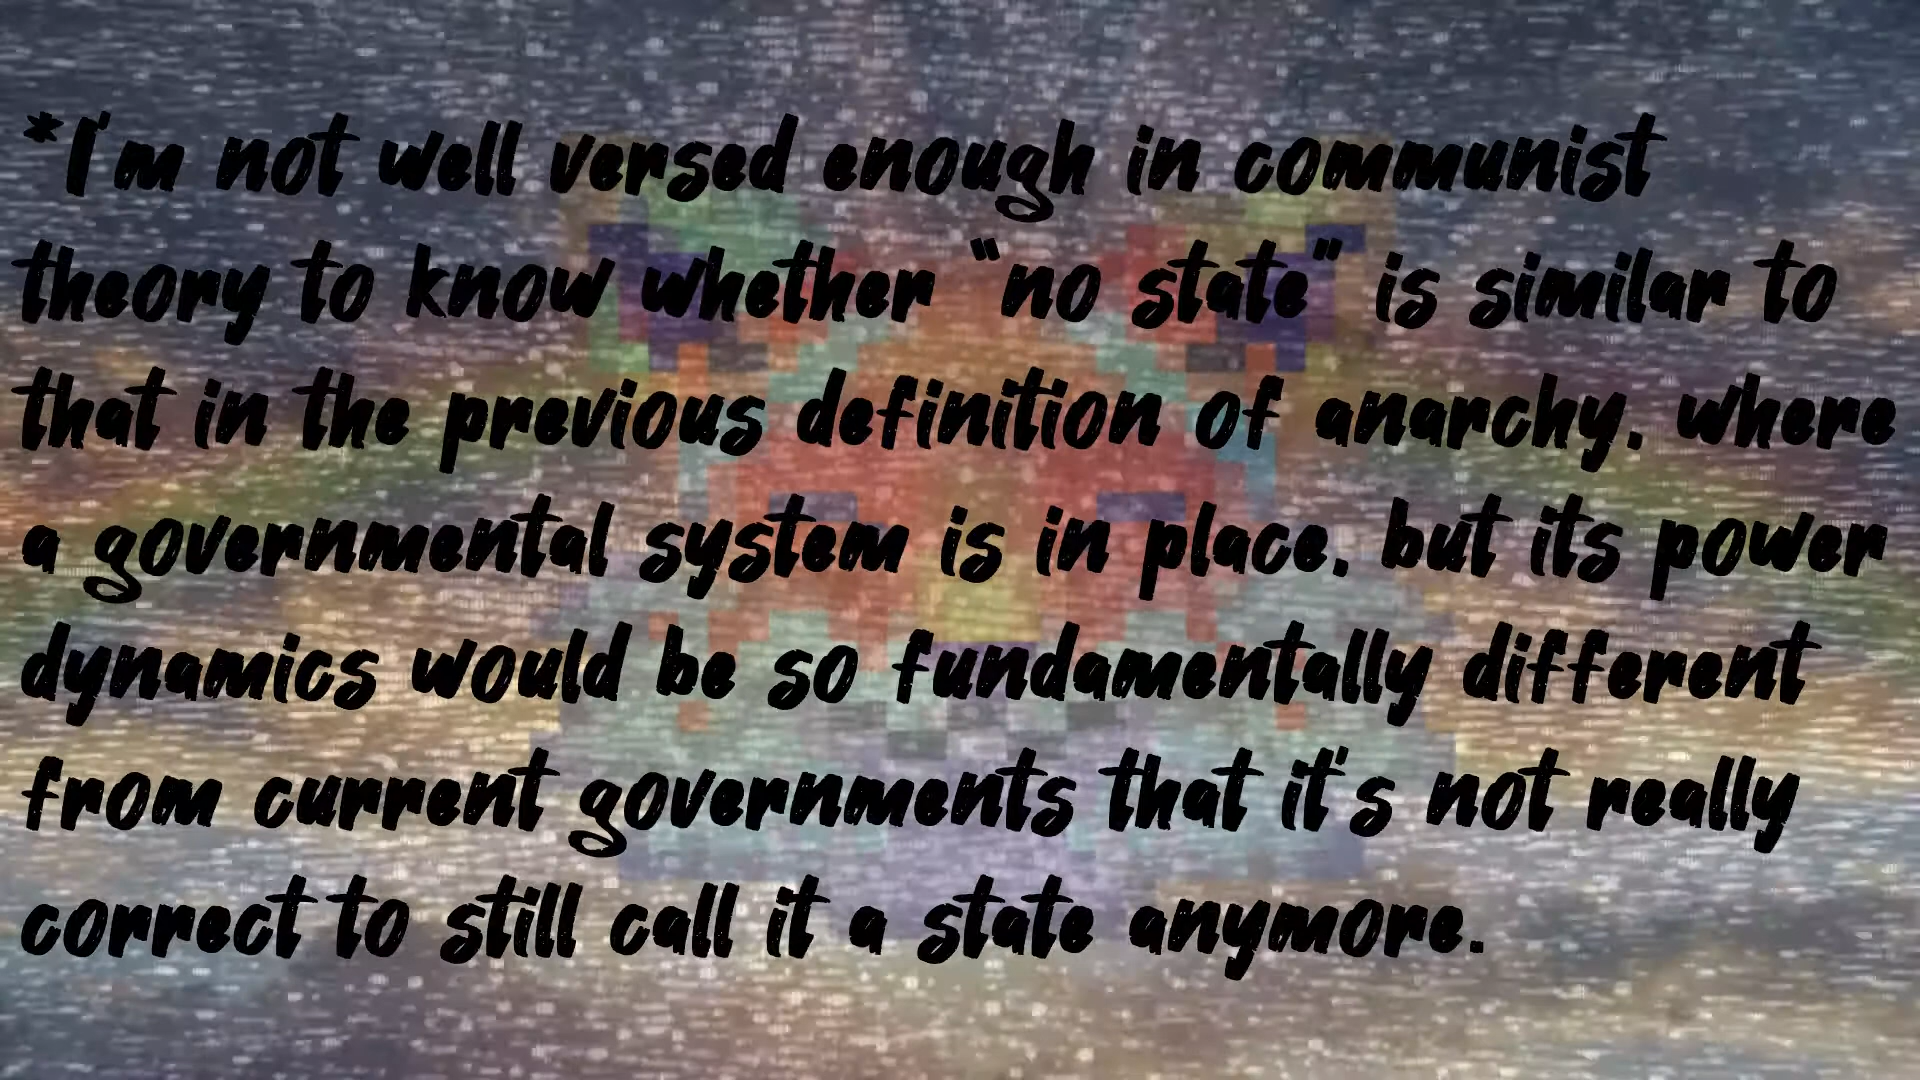 *I'm not well versed enough in communist
theory to know whether "no state" is similar to
that in the previous definition of anarchy, where
a governmental system is in place, but its power
dynamics would be so fundamentally different
from current governments that it's not really
correct to still call it a state anymore.